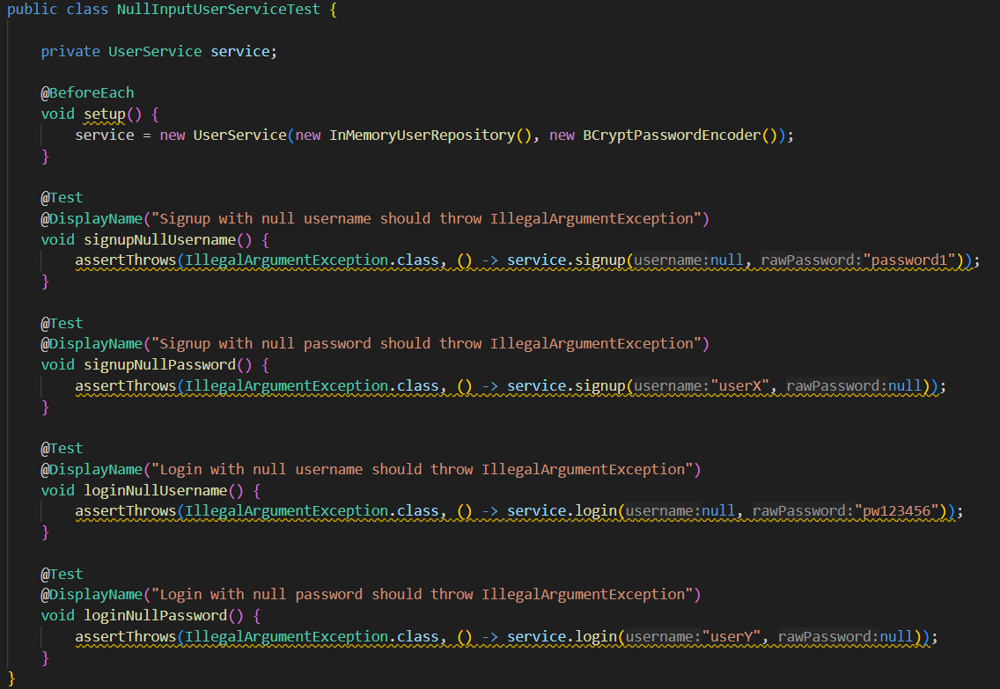 public class NullInputUserServiceTest {
private UserService service;
@BeforeEach
void setup() {
service = new UserService(new InMemoryUserRepository(), new BCryptPasswordEncoder());
}
@Test
@DisplayName("Signup with null username should throw IllegalArgumentException")
void signupNullUsername() {
assertThrows(IllegalArgumentException.class, () -> service.signup(username:null, rawPassword:"password1"));
}
@Test
@DisplayName("Signup with null password should throw IllegalArgumentException")
void signupNullPassword() {
assertThrows(IllegalArgumentException.class, () -> service.signup(username:"userX", rawPassword:null));
}
@Test
@DisplayName("Login with null username should throw IllegalArgumentException")
void loginNullUsername() {
assertThrows(IllegalArgumentException.class, () -> service.login(username:null, rawPassword:"pw123456"));
}
@Test
@DisplayName("Login with null password should throw IllegalArgumentException")
void loginNullPassword() {
assertThrows(IllegalArgumentException.class, () -> service.login(username:"userY", rawPassword:null));
}
}